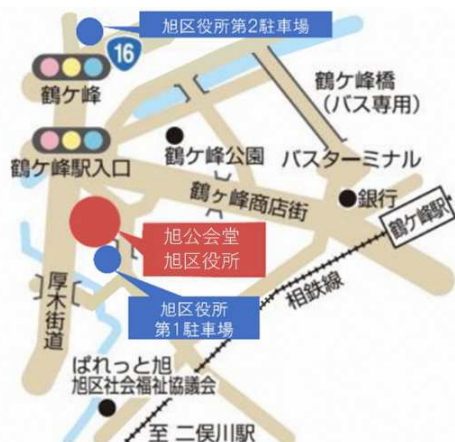 旭区役所第2駐車場
16
鶴ケ峰
鶴ケ峰橋
（バス専用）
鶴ケ峰駅入口
鶴ケ峰公園
バスターミナル
鶴ヶ峰商店街
銀行
鶴ケ峰駅
旭公会堂
旭区役所
厚木街道
旭区役所
第1駐車場
相鉄線
ぱれっと旭
旭区社会福祉協議会
至 二俣川駅